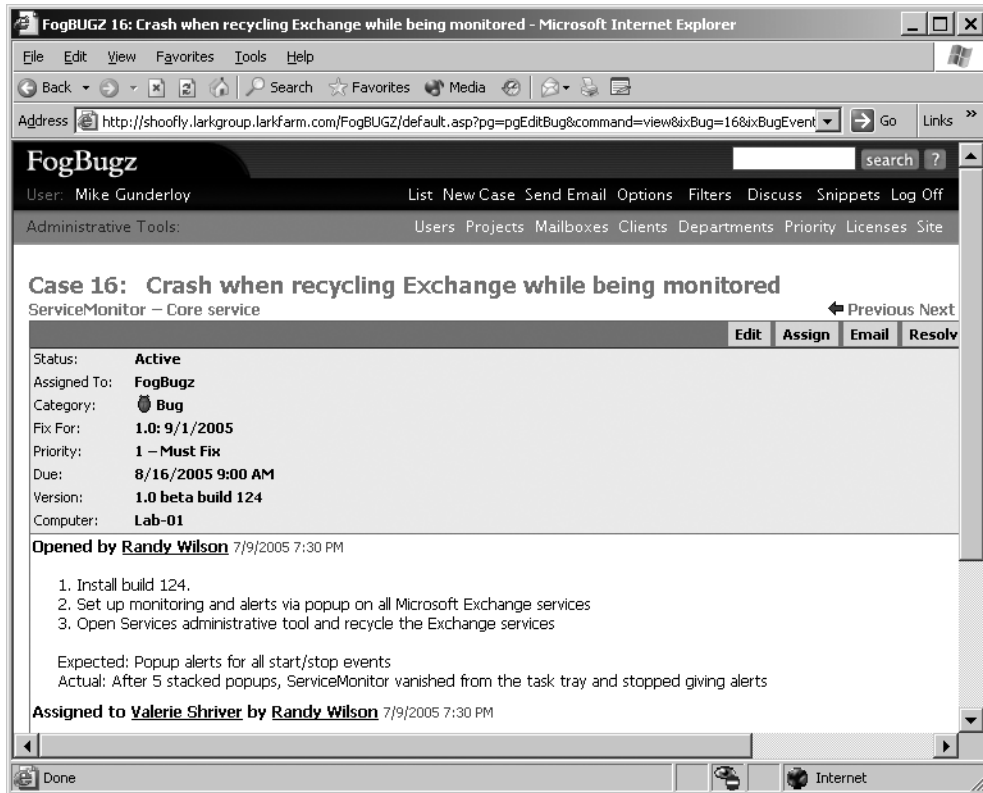 FogBUGZ 16: Crash when recycling Exchange while being monitored - Microsoft Internet Explorer
File Edit View Favorites Tools Help
Back Search Favorites Media
Address http://shoofly.larkgroup.larkfarm.com/FogBUGZ/default.asp?pg=pgEditBug&command=view&ixBug=16&ixBugEvent Go Links »
FogBugz search ?
User: Mike Gunderloy List New Case Send Email Options Filters Discuss Snippets Log Off
Administrative Tools: Users Projects Mailboxes Clients Departments Priority Licenses Site
Case 16: Crash when recycling Exchange while being monitored
ServiceMonitor – Core service Previous Next
Edit Assign Email Resolv
Status: Active
Assigned To: FogBugz
Category: Bug
Fix For: 1.0: 9/1/2005
Priority: 1 – Must Fix
Due: 8/16/2005 9:00 AM
Version: 1.0 beta build 124
Computer: Lab-01
Opened by Randy Wilson 7/9/2005 7:30 PM
1. Install build 124.
2. Set up monitoring and alerts via popup on all Microsoft Exchange services
3. Open Services administrative tool and recycle the Exchange services
Expected: Popup alerts for all start/stop events
Actual: After 5 stacked popups, ServiceMonitor vanished from the task tray and stopped giving alerts
Assigned to Valerie Shriver by Randy Wilson 7/9/2005 7:30 PM
Done Internet